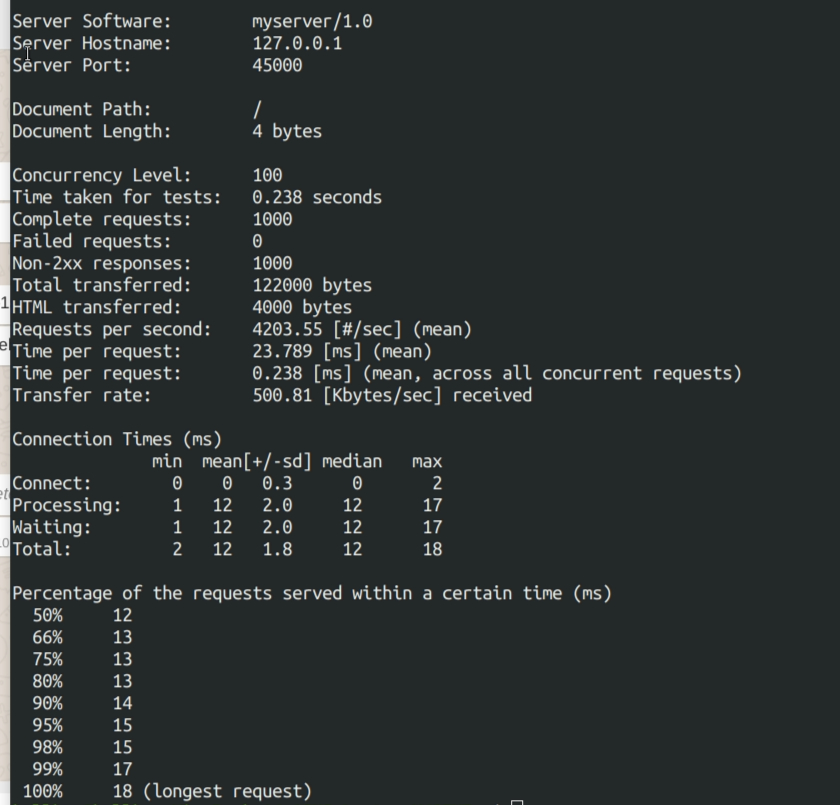 Server Software: myserver/1.0
Server Hostname: 127.0.0.1
Server Port: 45000
Document Path: /
Document Length: 4 bytes
Concurrency Level: 100
Time taken for tests: 0.238 seconds
Complete requests: 1000
Failed requests: 0
Non-2xx responses: 1000
Total transferred: 122000 bytes
HTML transferred: 4000 bytes
Requests per second: 4203.55 [#/sec] (mean)
Time per request: 23.789 [ms] (mean)
Time per request: 0.238 [ms] (mean, across all concurrent requests)
Transfer rate: 500.81 [Kbytes/sec] received
Connection Times (ms)
min mean[+/-sd] median max
Connect: 0 0 0.3 0 2
Processing: 1 12 2.0 12 17
Waiting: 1 12 2.0 12 17
Total: 2 12 1.8 12 18
Percentage of the requests served within a certain time (ms)
50% 12
66% 13
75% 13
80% 13
90% 14
95% 15
98% 15
99% 17
100% 18 (longest request)